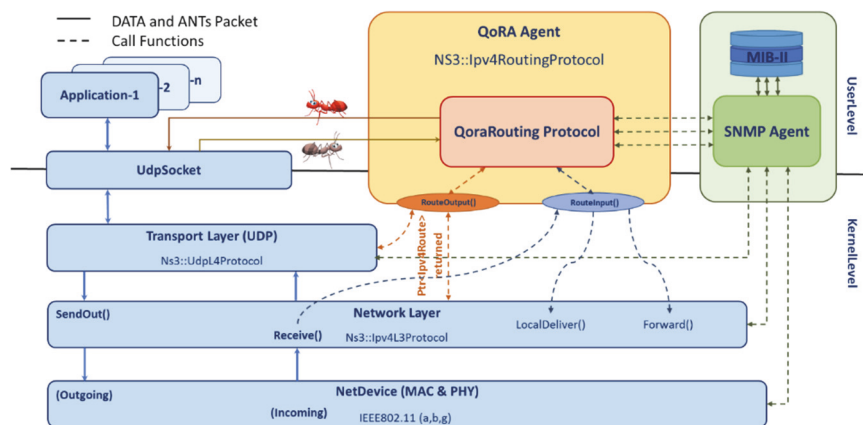 DATA and ANTs Packet
Call Functions
Application-1
-2
-n
UdpSocket
QoRA Agent
NS3::Ipv4RoutingProtocol
QoraRouting Protocol
RouteOutput()
RouteInput()
MIB-II
SNMP Agent
UserLevel
KernelLevel
Transport Layer (UDP)
Ns3::UdpL4Protocol
Ptr<Ipv4Route>
returned
SendOut()
Network Layer
Receive()
Ns3::Ipv4L3Protocol
LocalDeliver()
Forward()
(Outgoing)
NetDevice (MAC & PHY)
(Incoming)
IEEE802.11 (a,b,g)